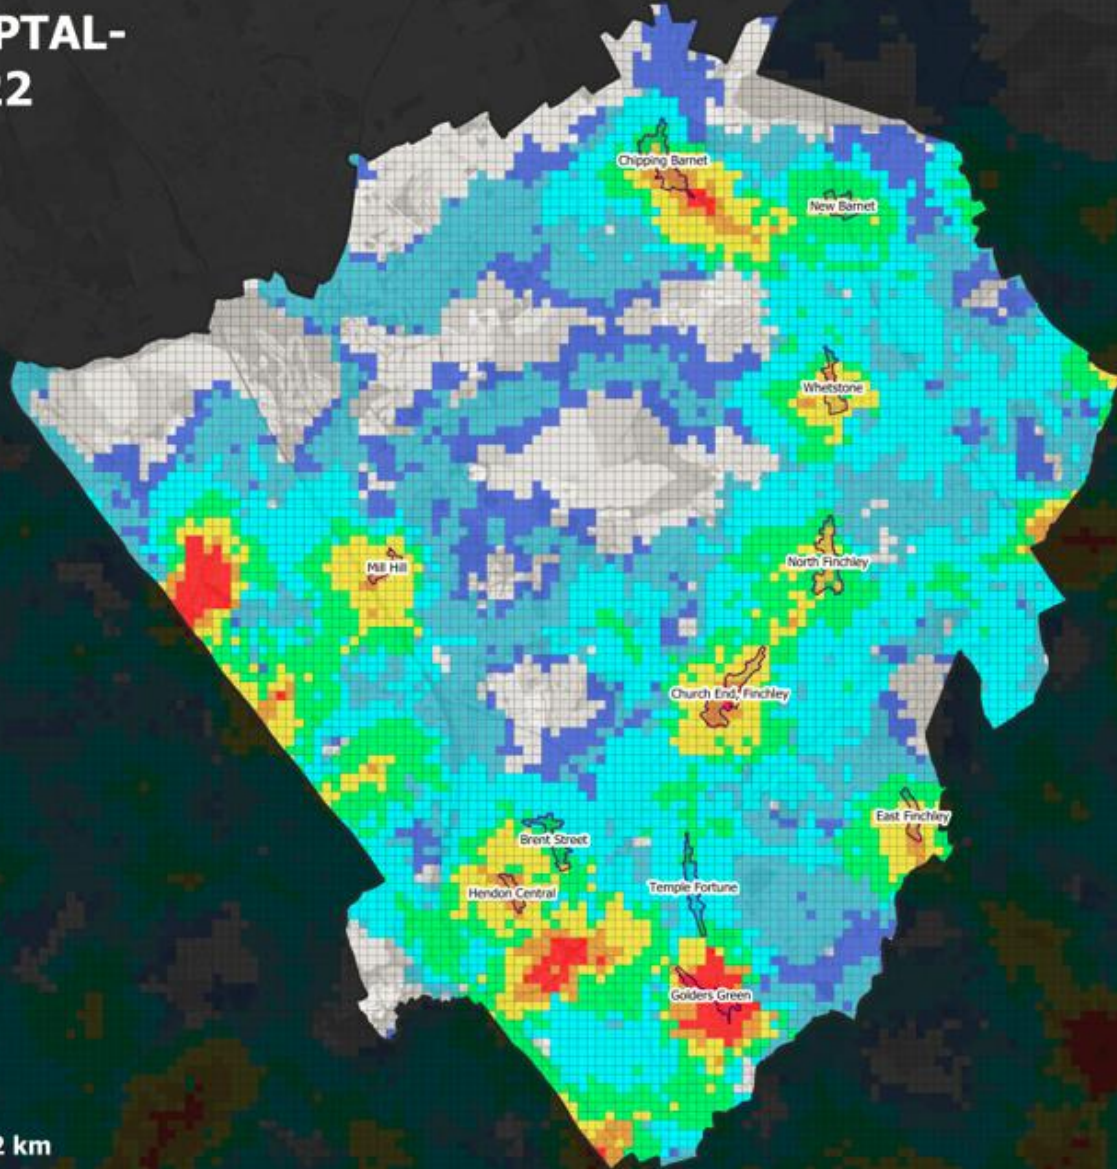 PTAL-
22
Chipping Barnet
New Barnet
Whetstone
North Finchley
Mill Hill
Church End, Finchley
East Finchley
Brent Street
Temple Fortune
Hendon Central
Golders Green
2 km